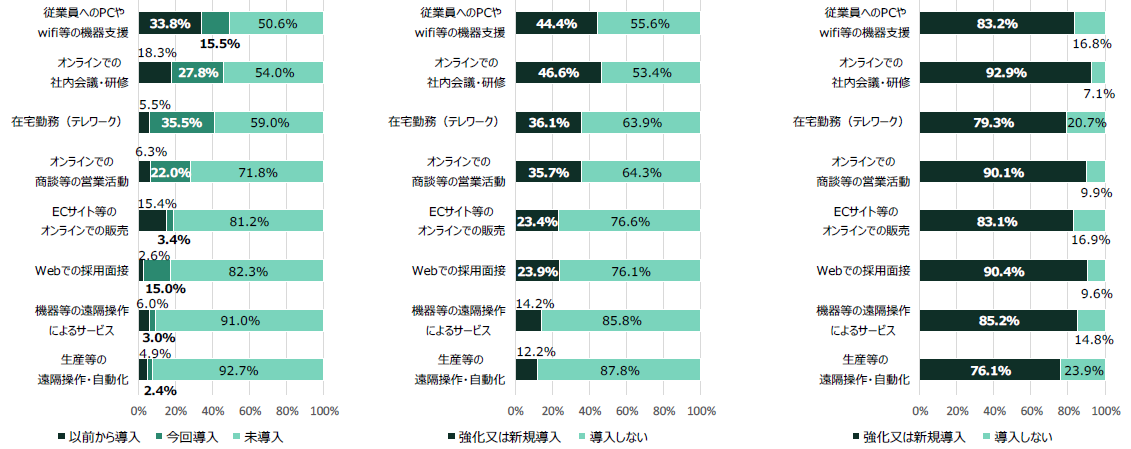 従業員へのPCや
wifi等の機器支援
33.8%
15.5%
50.6%
オンラインでの
社内会議・研修
18.3%
27.8%
54.0%
在宅勤務（テレワーク）
5.5%
35.5%
59.0%
オンラインでの
商談等の営業活動
6.3%
22.0%
71.8%
ECサイト等の
オンラインでの販売
15.4%
3.4%
81.2%
Webでの採用面接
2.6%
15.0%
82.3%
機器等の遠隔操作
によるサービス
6.0%
3.0%
91.0%
生産等の
遠隔操作・自動化
4.9%
2.4%
92.7%
0% 20% 40% 60% 80% 100%
以前から導入 今回導入 未導入
従業員へのPCや
wifi等の機器支援
44.4%
55.6%
オンラインでの
社内会議・研修
46.6%
53.4%
在宅勤務（テレワーク）
36.1%
63.9%
オンラインでの
商談等の営業活動
35.7%
64.3%
ECサイト等の
オンラインでの販売
23.4%
76.6%
Webでの採用面接
23.9%
76.1%
機器等の遠隔操作
によるサービス
14.2%
85.8%
生産等の
遠隔操作・自動化
12.2%
87.8%
0% 20% 40% 60% 80% 100%
強化又は新規導入 導入しない
従業員へのPCや
wifi等の機器支援
83.2%
16.8%
オンラインでの
社内会議・研修
92.9%
7.1%
在宅勤務（テレワーク）
79.3%
20.7%
オンラインでの
商談等の営業活動
90.1%
9.9%
ECサイト等の
オンラインでの販売
83.1%
16.9%
Webでの採用面接
90.4%
9.6%
機器等の遠隔操作
によるサービス
85.2%
14.8%
生産等の
遠隔操作・自動化
76.1%
23.9%
0% 20% 40% 60% 80% 100%
強化又は新規導入 導入しない